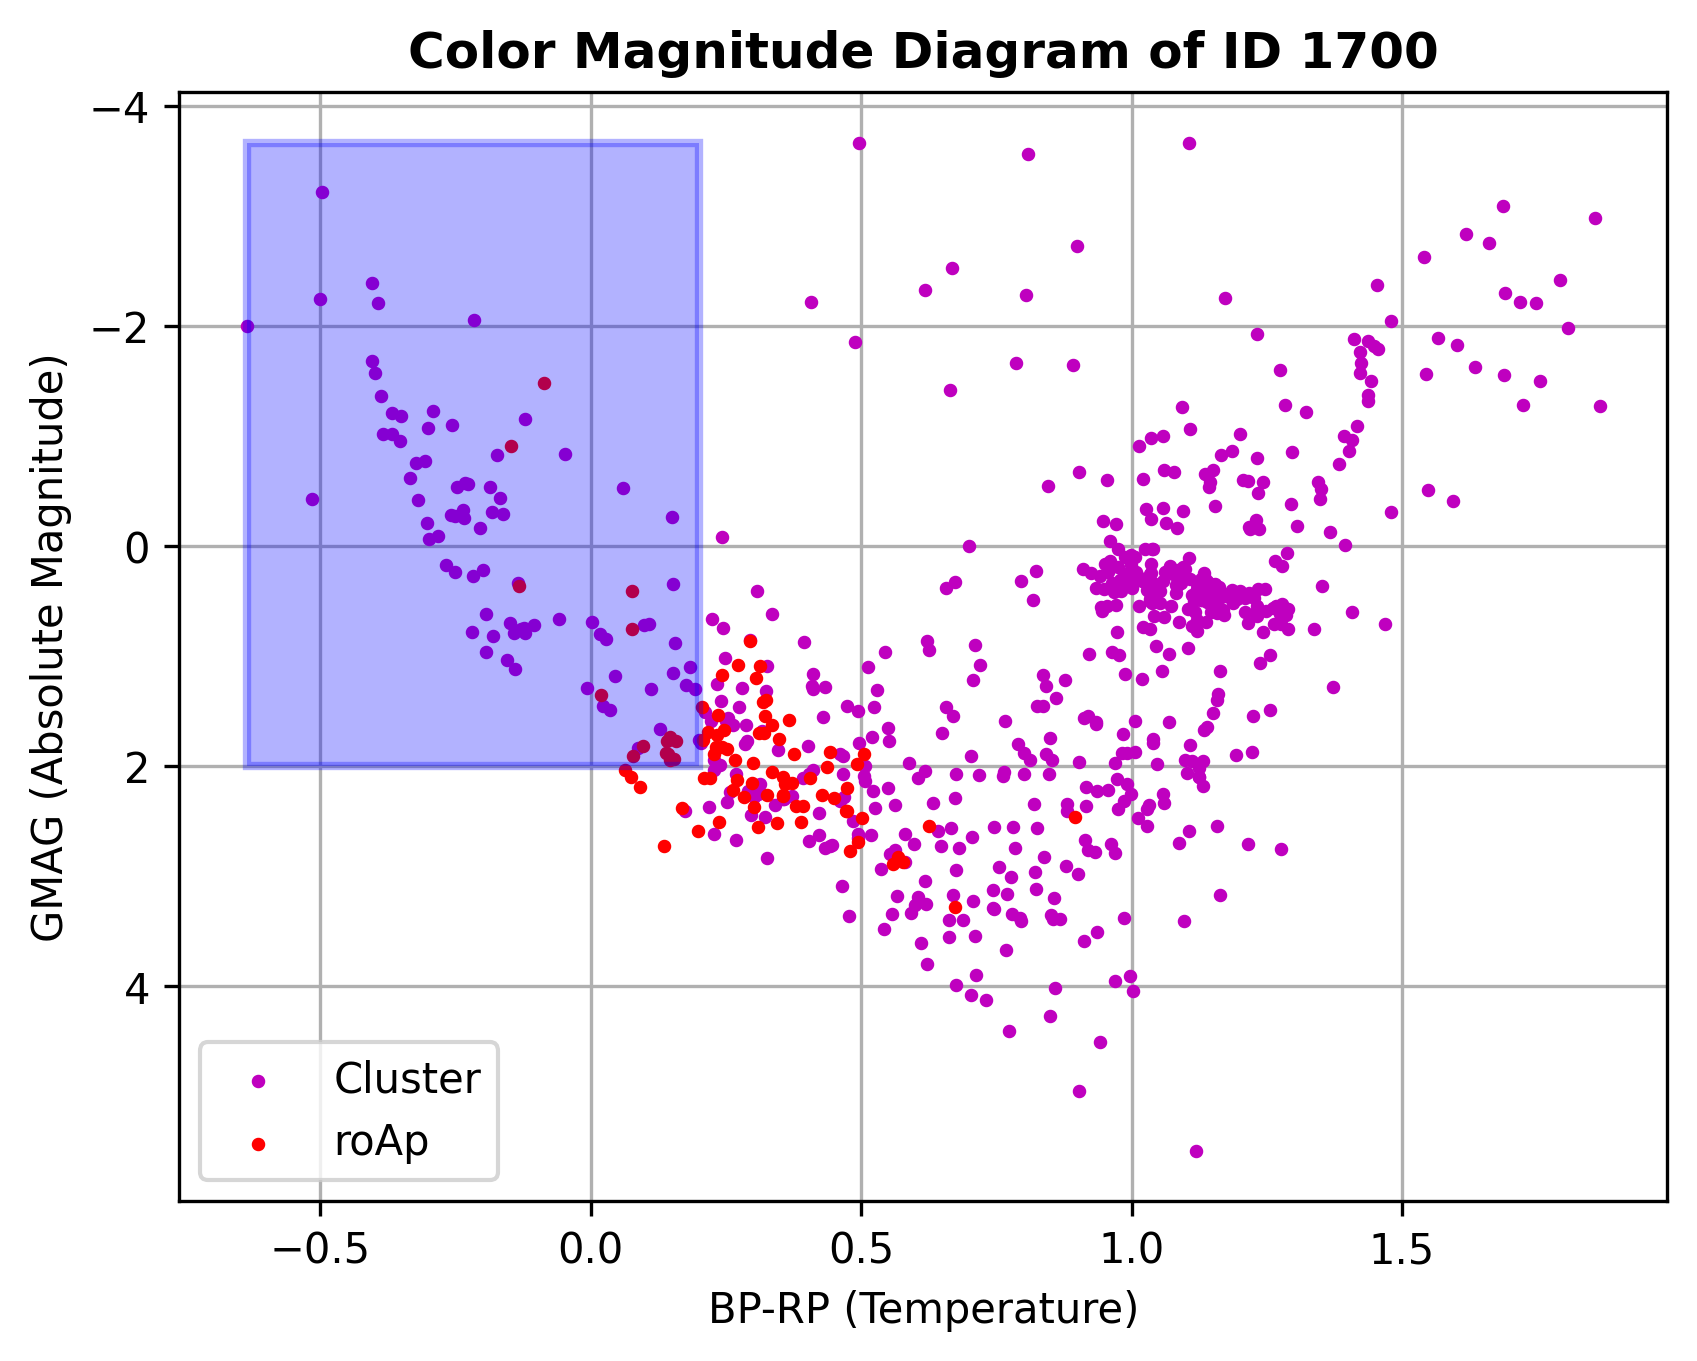 Color Magnitude Diagram of ID 1700
GMAG (Absolute Magnitude)
−4
−2
0
2
4
Cluster
roAp
−0.5 0.0 0.5 1.0 1.5
BP-RP (Temperature)